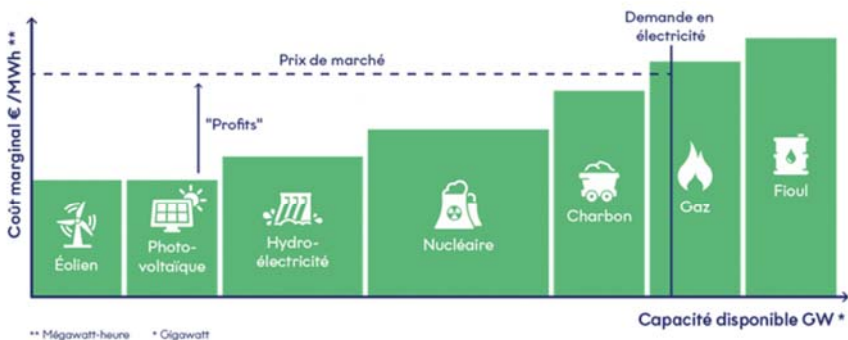 Coût marginal €/MWh **
Demande en
électricité
Prix de marché
"Profits"
Éolien
Photo-
voltaïque
Hydro-
électricité
Nucléaire
Charbon
Gaz
Fioul
Capacité disponible GW *
** Mégawatt-heure * Gigawatt